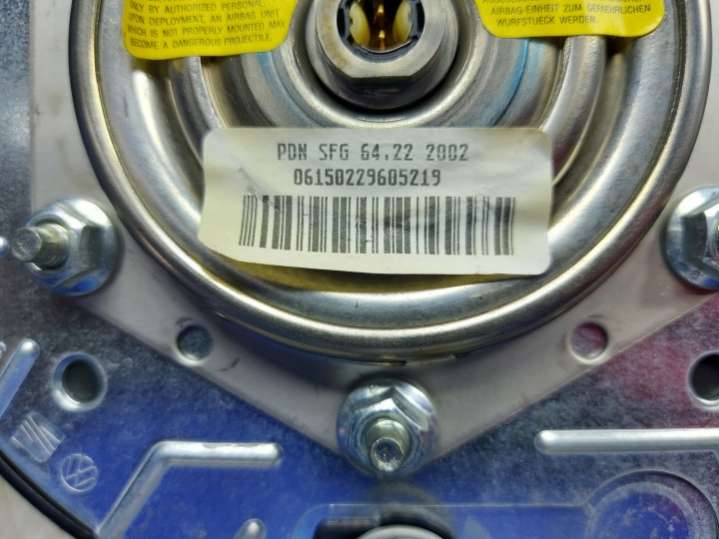 ONLY BY AUTHORIZED PERSONAL.
UPON DEPLOYMENT, AN AIRBAG UNIT
WHICH IS NOT PROPERLY MOUNTED MAY
BECOME A DANGEROUS PROJECTILE.
AIRBAG-EINHEIT ZUM GEFAEHRLICHEN
WURFSTUECK WERDEN.
PDN SFG 64.22 2002
06150229605219